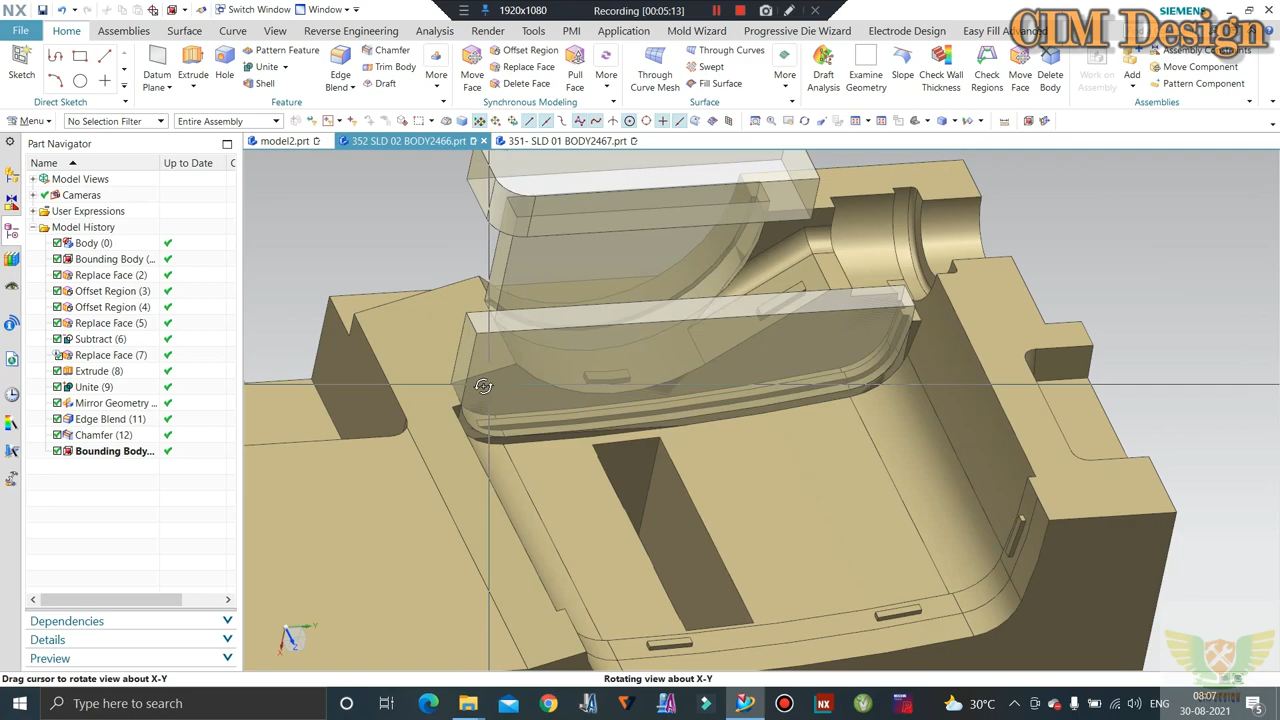 NX
Switch Window
Window
1920x1080
Recording [00:05:13]
SIEMENS
CIM Design
File
Home
Assemblies
Surface
Curve
View
Reverse Engineering
Analysis
Render
Tools
PMI
Application
Mold Wizard
Progressive Die Wizard
Electrode Design
Easy Fill Advanced
Sketch
Direct Sketch
Datum
Plane
Extrude
Hole
Pattern Feature
Unite
Shell
Edge
Blend
Chamfer
Trim Body
Draft
More
Feature
Move
Face
Offset Region
Replace Face
Delete Face
Pull
Face
More
Synchronous Modeling
Through
Curve Mesh
Through Curves
Swept
Fill Surface
More
Surface
Draft
Analysis
Examine
Geometry
Slope
Check Wall
Thickness
Check
Regions
Move
Face
Delete
Body
Work on
Assembly
Add
Assembly Constraints
Move Component
Pattern Component
Assemblies
Menu
No Selection Filter
Entire Assembly
Part Navigator
model2.prt
352 SLD 02 BODY2466.prt
351- SLD 01 BODY2467.prt
Name
Up to Date
C
Model Views
Cameras
User Expressions
Model History
Body (0)
Bounding Body (...
Replace Face (2)
Offset Region (3)
Offset Region (4)
Replace Face (5)
Subtract (6)
Replace Face (7)
Extrude (8)
Unite (9)
Mirror Geometry ...
Edge Blend (11)
Chamfer (12)
Bounding Body...
Dependencies
Details
Preview
Y
X
Z
Drag cursor to rotate view about X-Y
Rotating view about X-Y
Type here to search
NX
30°C
ENG
08:07
30-08-2021
5